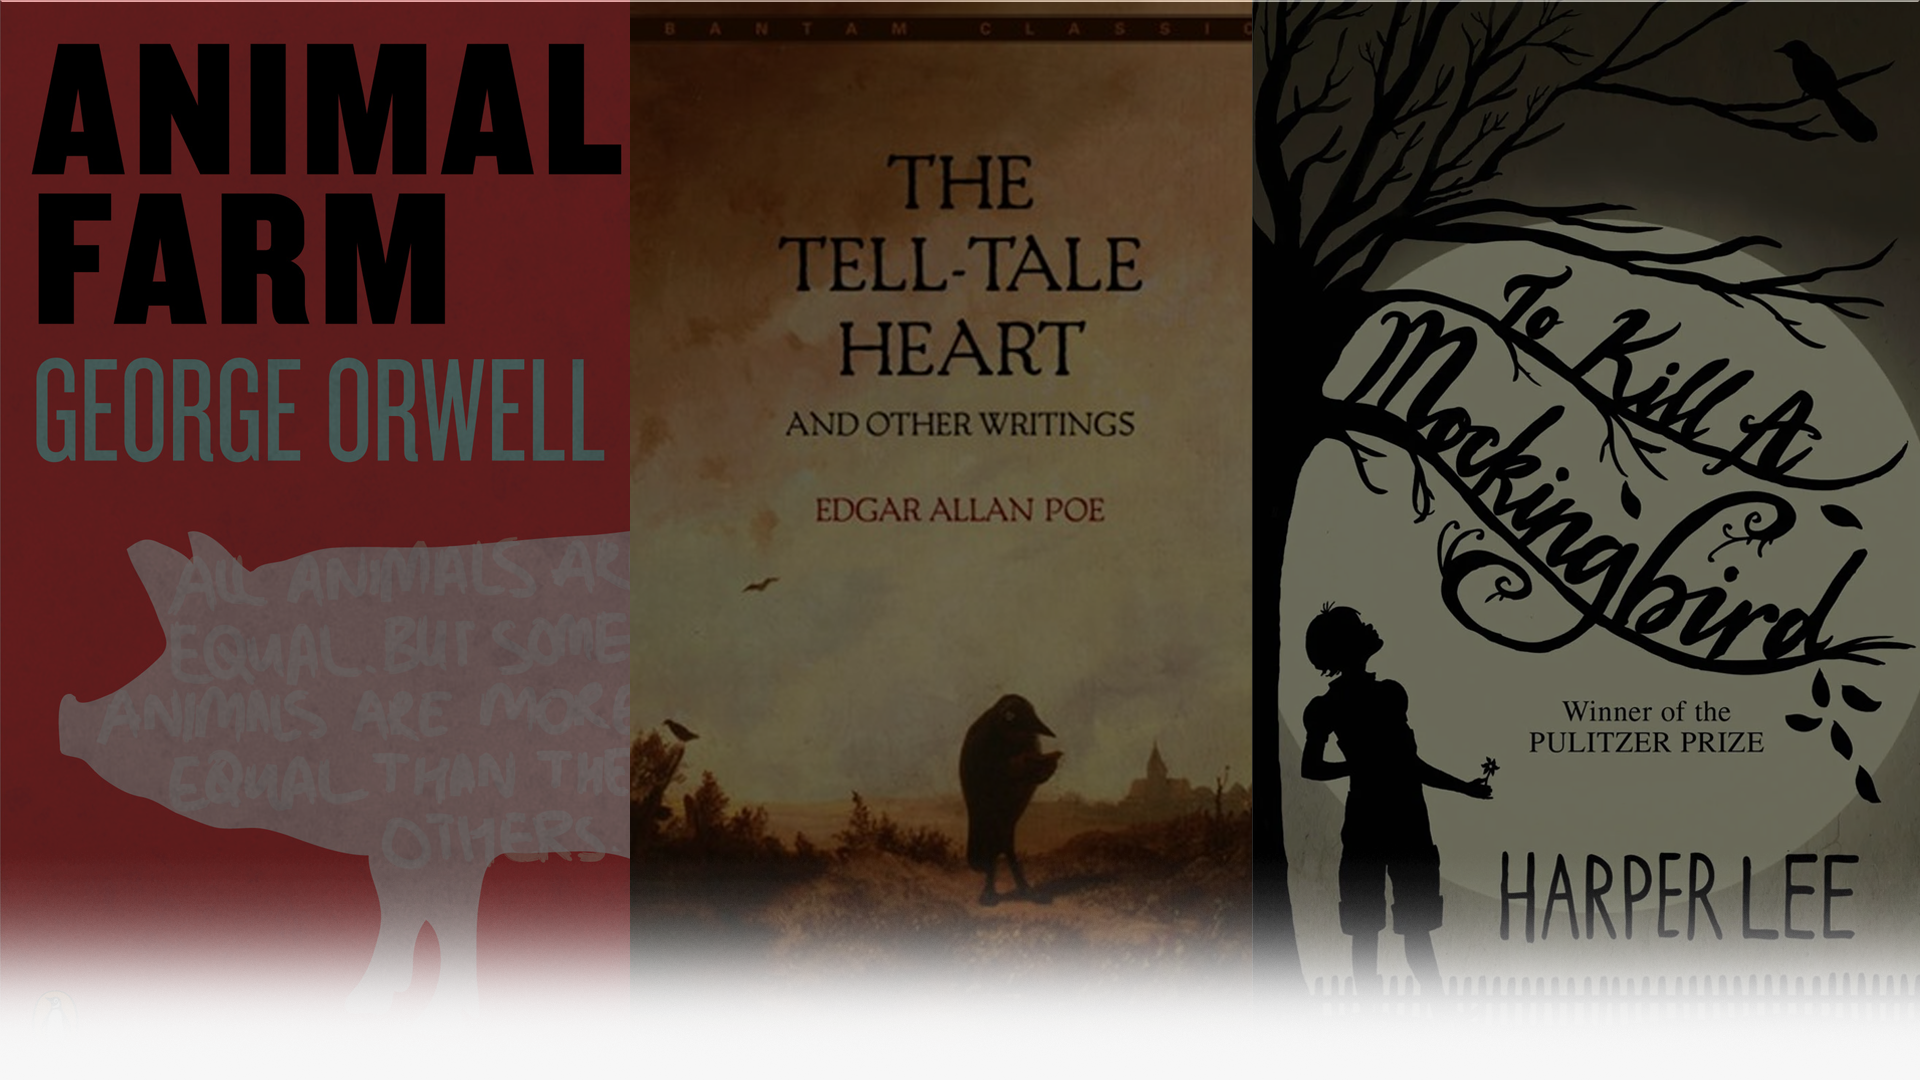 ANIMAL
FARM
GEORGE ORWELL
ALL ANIMALS AR
EQUAL BUT SOME
ANIMALS ARE MORE
EQUAL THAN THE
OTHERS.
BANTAM CLASSIC
THE
TELL-TALE
HEART
AND OTHER WRITINGS
EDGAR ALLAN POE
To Kill A
Mockingbird
Winner of the
PULITZER PRIZE
HARPER LEE